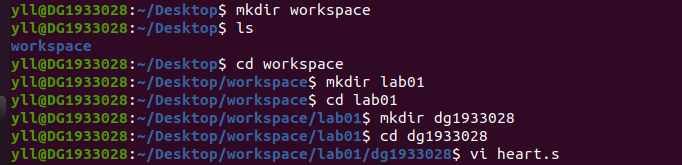 yll@DG1933028:~/Desktop$ mkdir workspace
yll@DG1933028:~/Desktop$ ls
workspace
yll@DG1933028:~/Desktop$ cd workspace
yll@DG1933028:~/Desktop/workspace$ mkdir lab01
yll@DG1933028:~/Desktop/workspace$ cd lab01
yll@DG1933028:~/Desktop/workspace/lab01$ mkdir dg1933028
yll@DG1933028:~/Desktop/workspace/lab01$ cd dg1933028
yll@DG1933028:~/Desktop/workspace/lab01/dg1933028$ vi heart.s